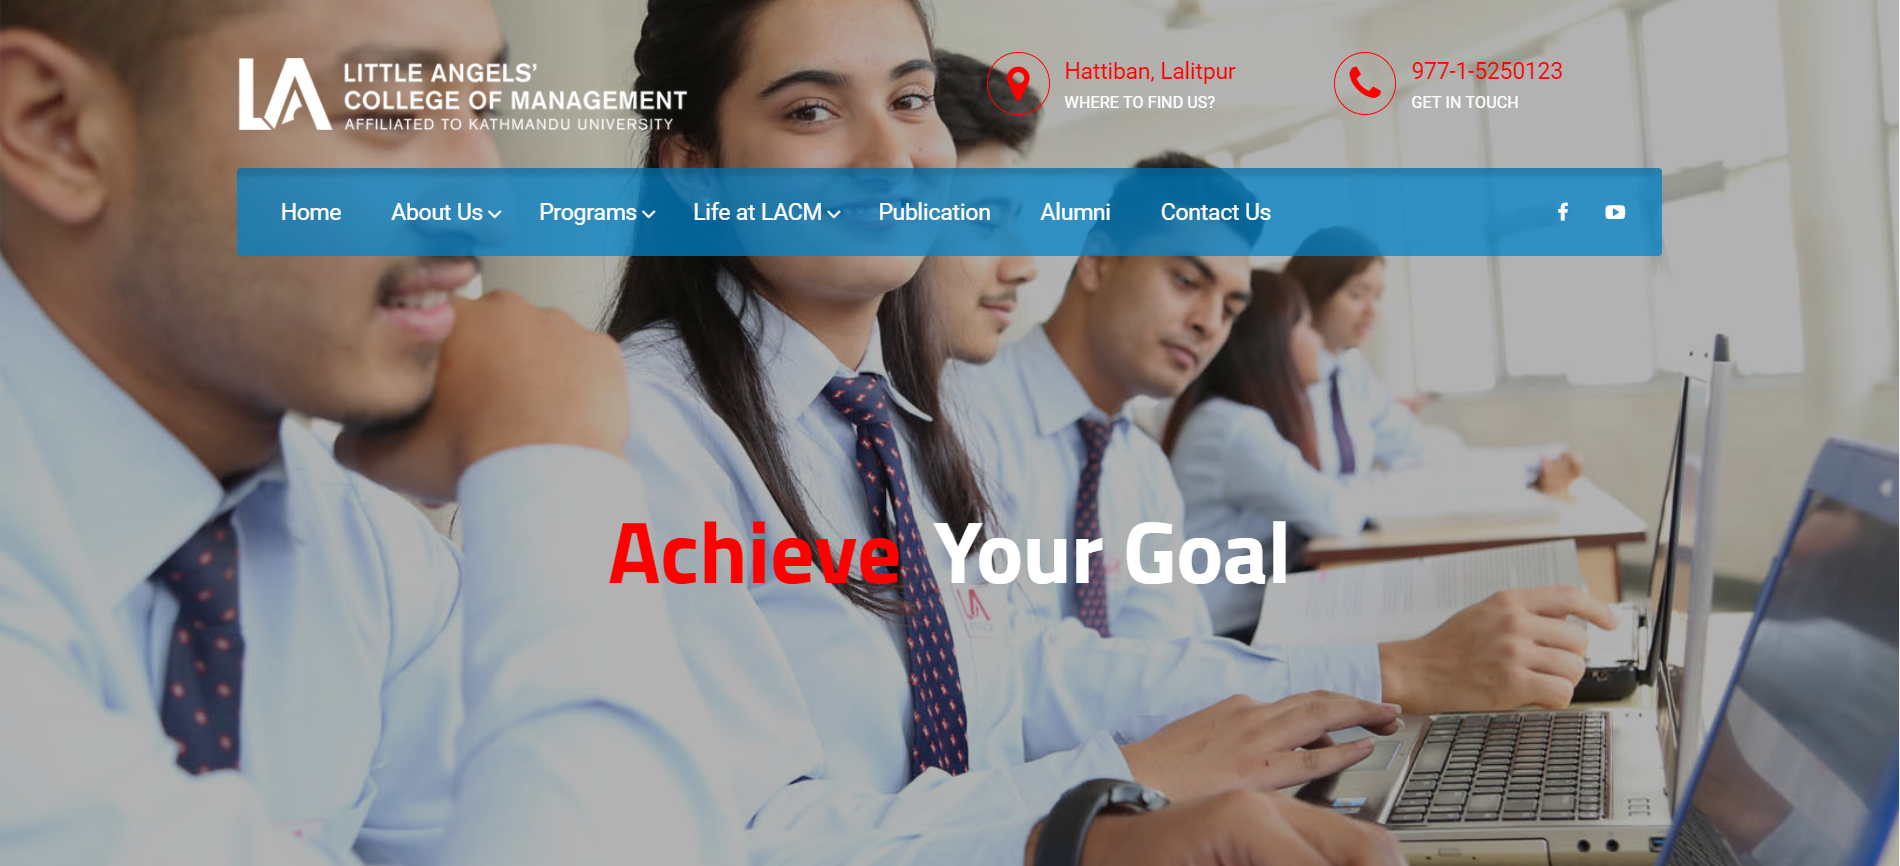 LA
LITTLE ANGELS’
COLLEGE OF MANAGEMENT
AFFILIATED TO KATHMANDU UNIVERSITY
Hattiban, Lalitpur
WHERE TO FIND US?
977-1-5250123
GET IN TOUCH
Home About Us Programs Life at LACM Publication Alumni Contact Us
Achieve Your Goal
LA